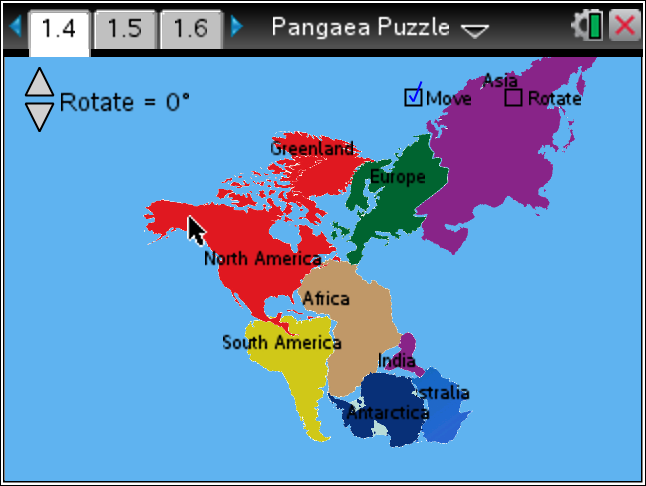 1.4 1.5 1.6 Pangaea Puzzle
Asia
Rotate = 0°
Move Rotate
Greenland
Europe
North America
Africa
South America
India
stralia
Antarctica